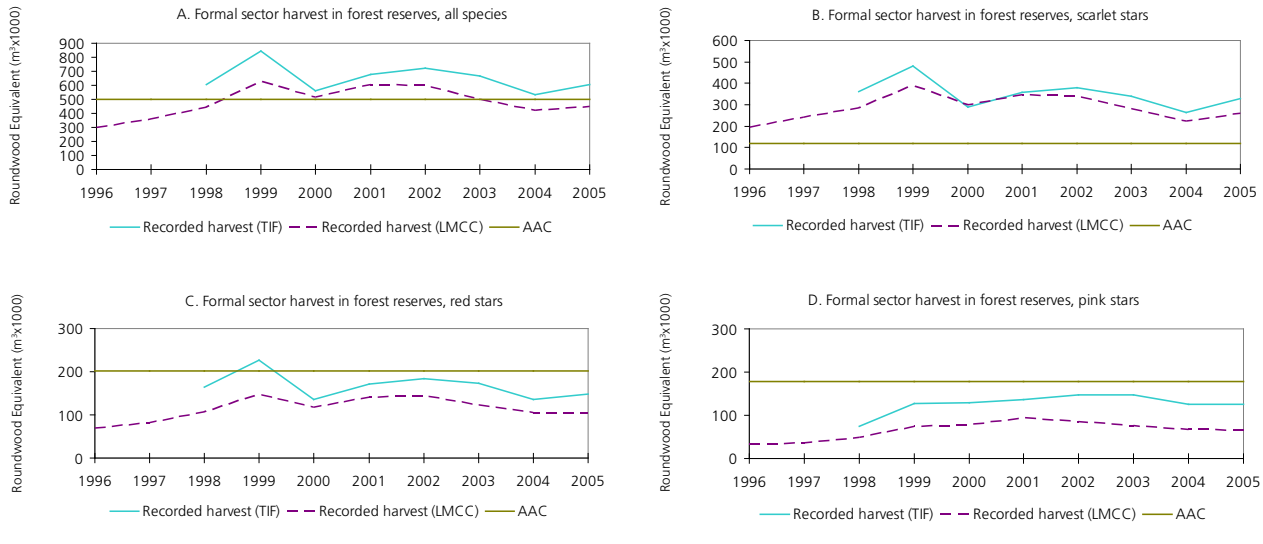 A. Formal sector harvest in forest reserves, all species
Roundwood Equivalent (m³x1000)
900
800
700
600
500
400
300
200
100
0
1996 1997 1998 1999 2000 2001 2002 2003 2004 2005
Recorded harvest (TIF) Recorded harvest (LMCC) AAC
B. Formal sector harvest in forest reserves, scarlet stars
Roundwood Equivalent (m³x1000)
600
500
400
300
200
100
0
1996 1997 1998 1999 2000 2001 2002 2003 2004 2005
Recorded harvest (TIF) Recorded harvest (LMCC) AAC
C. Formal sector harvest in forest reserves, red stars
Roundwood Equivalent (m³x1000)
300
200
100
0
1996 1997 1998 1999 2000 2001 2002 2003 2004 2005
Recorded harvest (TIF) Recorded harvest (LMCC) AAC
D. Formal sector harvest in forest reserves, pink stars
Roundwood Equivalent (m³x1000)
300
200
100
0
1996 1997 1998 1999 2000 2001 2002 2003 2004 2005
Recorded harvest (TIF) Recorded harvest (LMCC) AAC